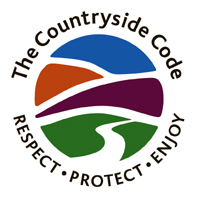 The Countryside Code
RESPECT • PROTECT • ENJOY